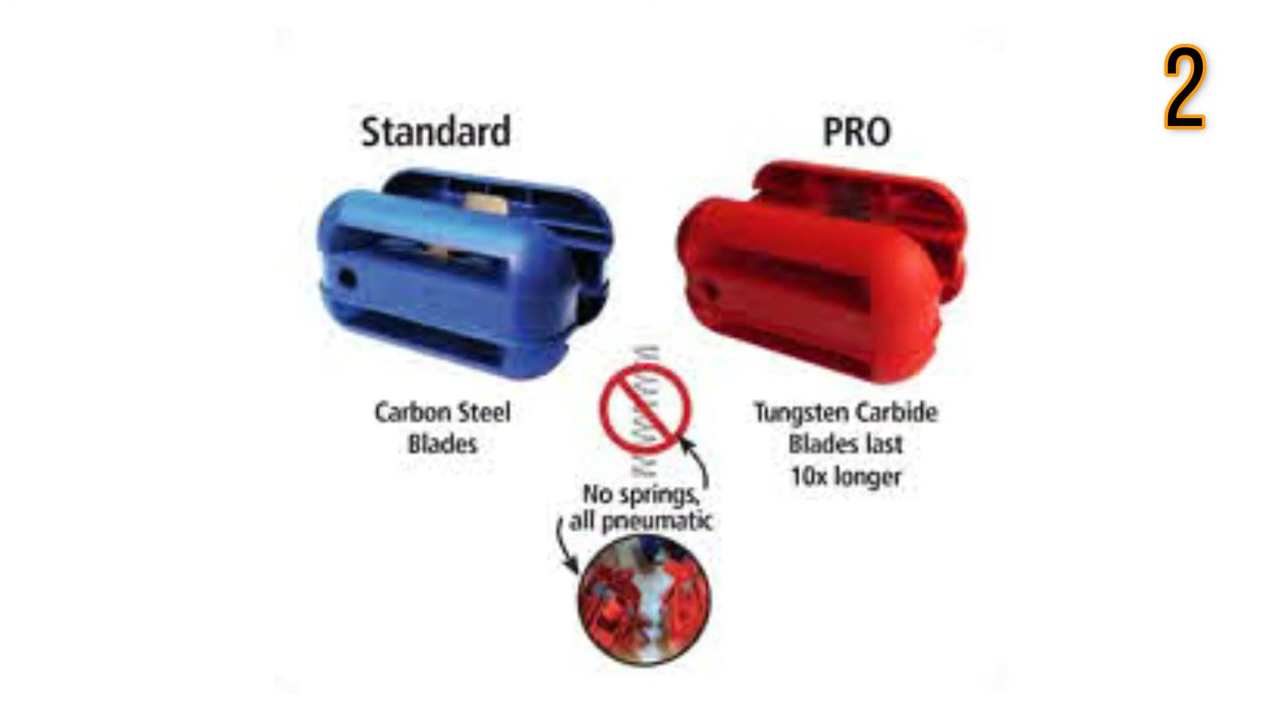 2
Standard
PRO
Carbon Steel
Blades
Tungsten Carbide
Blades last
10x longer
No springs,
all pneumatic